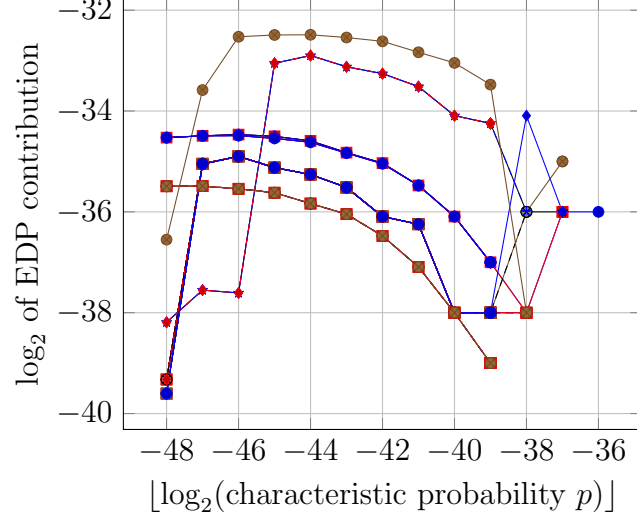 −32
−34
−36
−38
−40
log₂ of EDP contribution
−48 −46 −44 −42 −40 −38 −36
⌊log₂(characteristic probability p)⌋